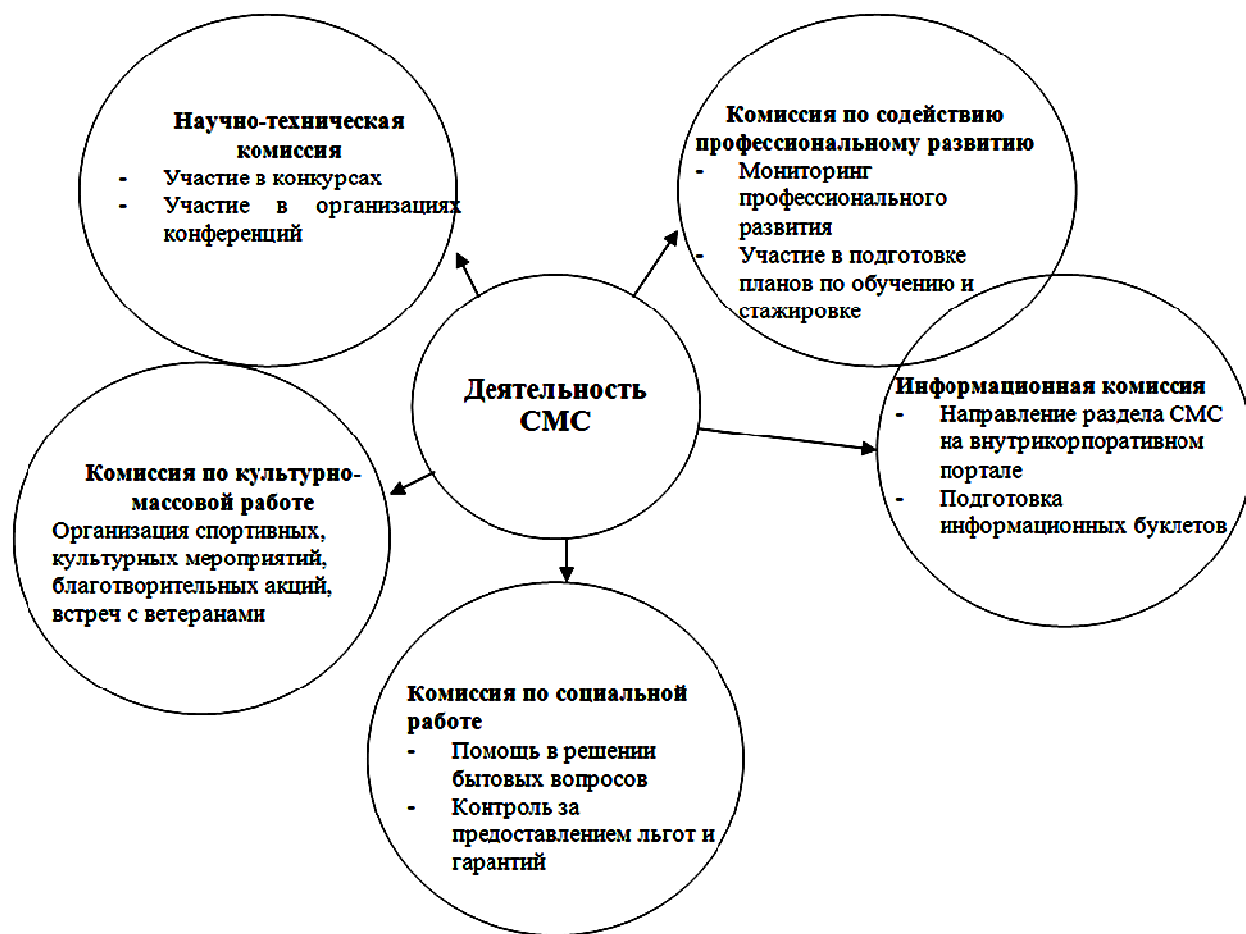 Научно-техническая
комиссия
- Участие в конкурсах
- Участие в организациях
конференций
Комиссия по содействию
профессиональному развитию
- Мониторинг
профессионального
развития
- Участие в подготовке
планов по обучению и
стажировке
Деятельность
СМС
Информационная комиссия
- Направление раздела СМС
на внутрикорпоративном
портале
- Подготовка
информационных буклетов
Комиссия по культурно-
массовой работе
Организация спортивных,
культурных мероприятий,
благотворительных акций,
встреч с ветеранами
Комиссия по социальной
работе
- Помощь в решении
бытовых вопросов
- Контроль за
предоставлением льгот и
гарантий